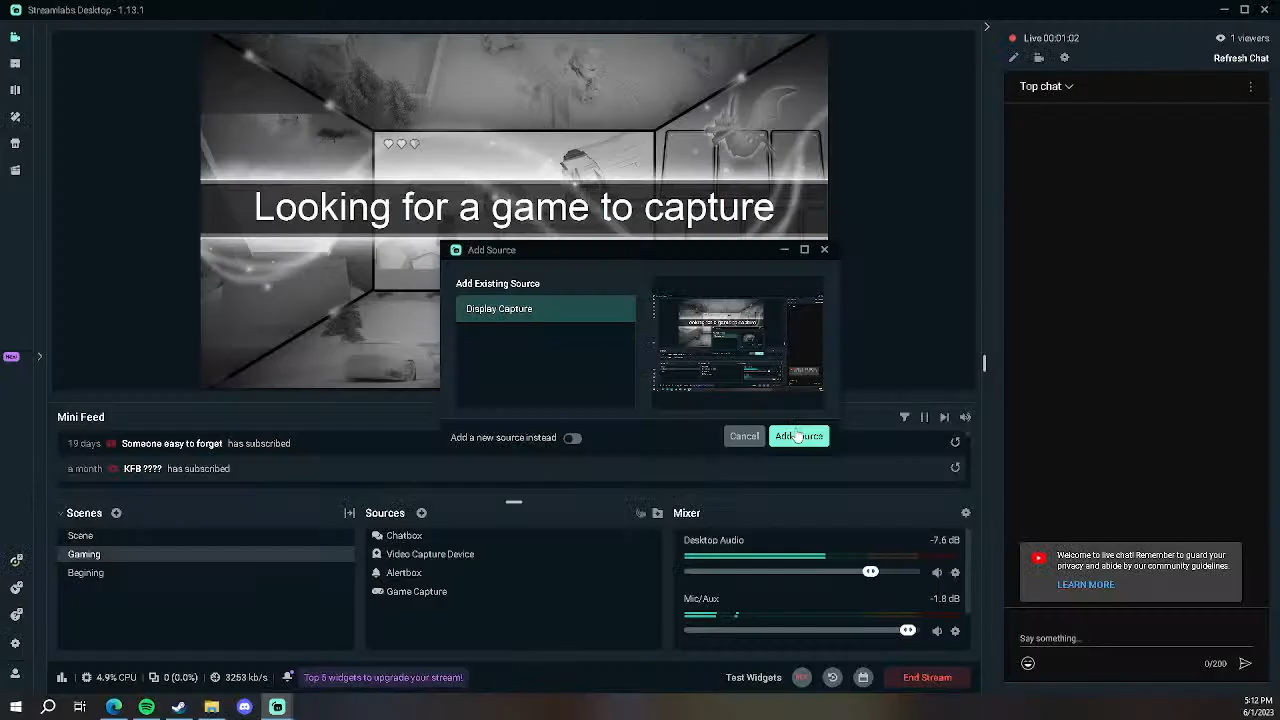 Streamlabs Desktop - 1.13.1
Live 00:01:02
1 viewers
Refresh Chat
Top chat
Looking for a game to capture
Add Source
Add Existing Source
Display Capture
Add a new source instead
Cancel
Add Source
Mini Feed
19 days
Someone easy to forget has subscribed
a month
KFB ???? has subscribed
Scenes
Scene
Gaming
Begining
Sources
Chatbox
Video Capture Device
Alertbox
Game Capture
Mixer
Desktop Audio
-7.6 dB
Mic/Aux
-1.8 dB
Welcome to live chat! Remember to guard your
privacy and abide by our community guidelines.
LEARN MORE
Say something...
0/200
CPU
0 (0.0%)
3253 kb/s
Top 5 widgets to upgrade your stream!
Test Widgets
REC
End Stream
5:12 PM
6/1/2023